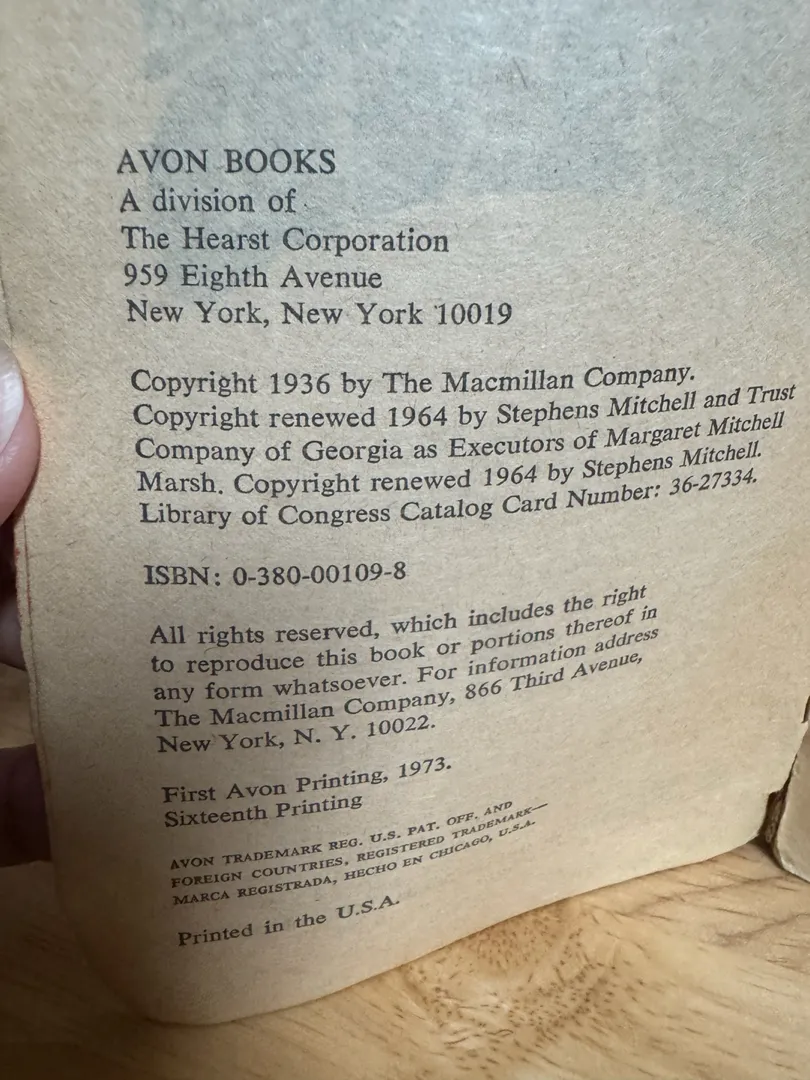 AVON BOOKS
A division of
The Hearst Corporation
959 Eighth Avenue
New York, New York 10019
Copyright 1936 by The Macmillan Company.
Copyright renewed 1964 by Stephens Mitchell and Trust
Company of Georgia as Executors of Margaret Mitchell
Marsh. Copyright renewed 1964 by Stephens Mitchell.
Library of Congress Catalog Card Number: 36-27334.
ISBN: 0-380-00109-8
All rights reserved, which includes the right
to reproduce this book or portions thereof in
any form whatsoever. For information address
The Macmillan Company, 866 Third Avenue,
New York, N. Y. 10022.
First Avon Printing, 1973.
Sixteenth Printing
AVON TRADEMARK REG. U.S. PAT. OFF. AND
FOREIGN COUNTRIES, REGISTERED TRADEMARK—
MARCA REGISTRADA, HECHO EN CHICAGO, U.S.A.
Printed in the U.S.A.